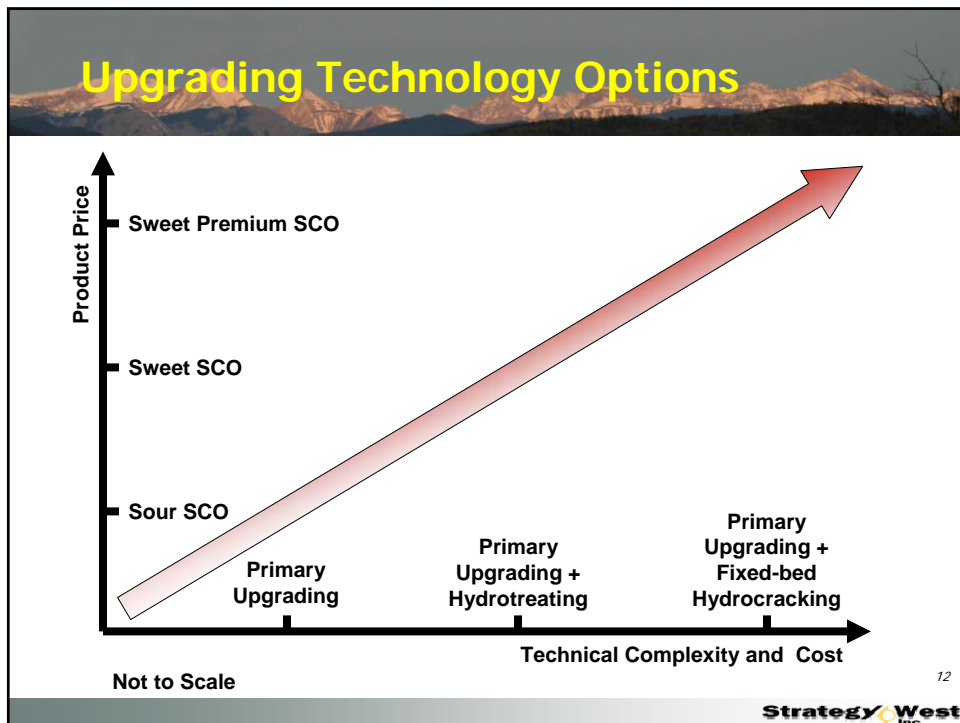 Upgrading Technology Options
Product Price
Sweet Premium SCO
Sweet SCO
Sour SCO
Primary
Upgrading
Primary
Upgrading +
Hydrotreating
Primary
Upgrading +
Fixed-bed
Hydrocracking
Technical Complexity and Cost
Not to Scale
12
Strategy West
Inc